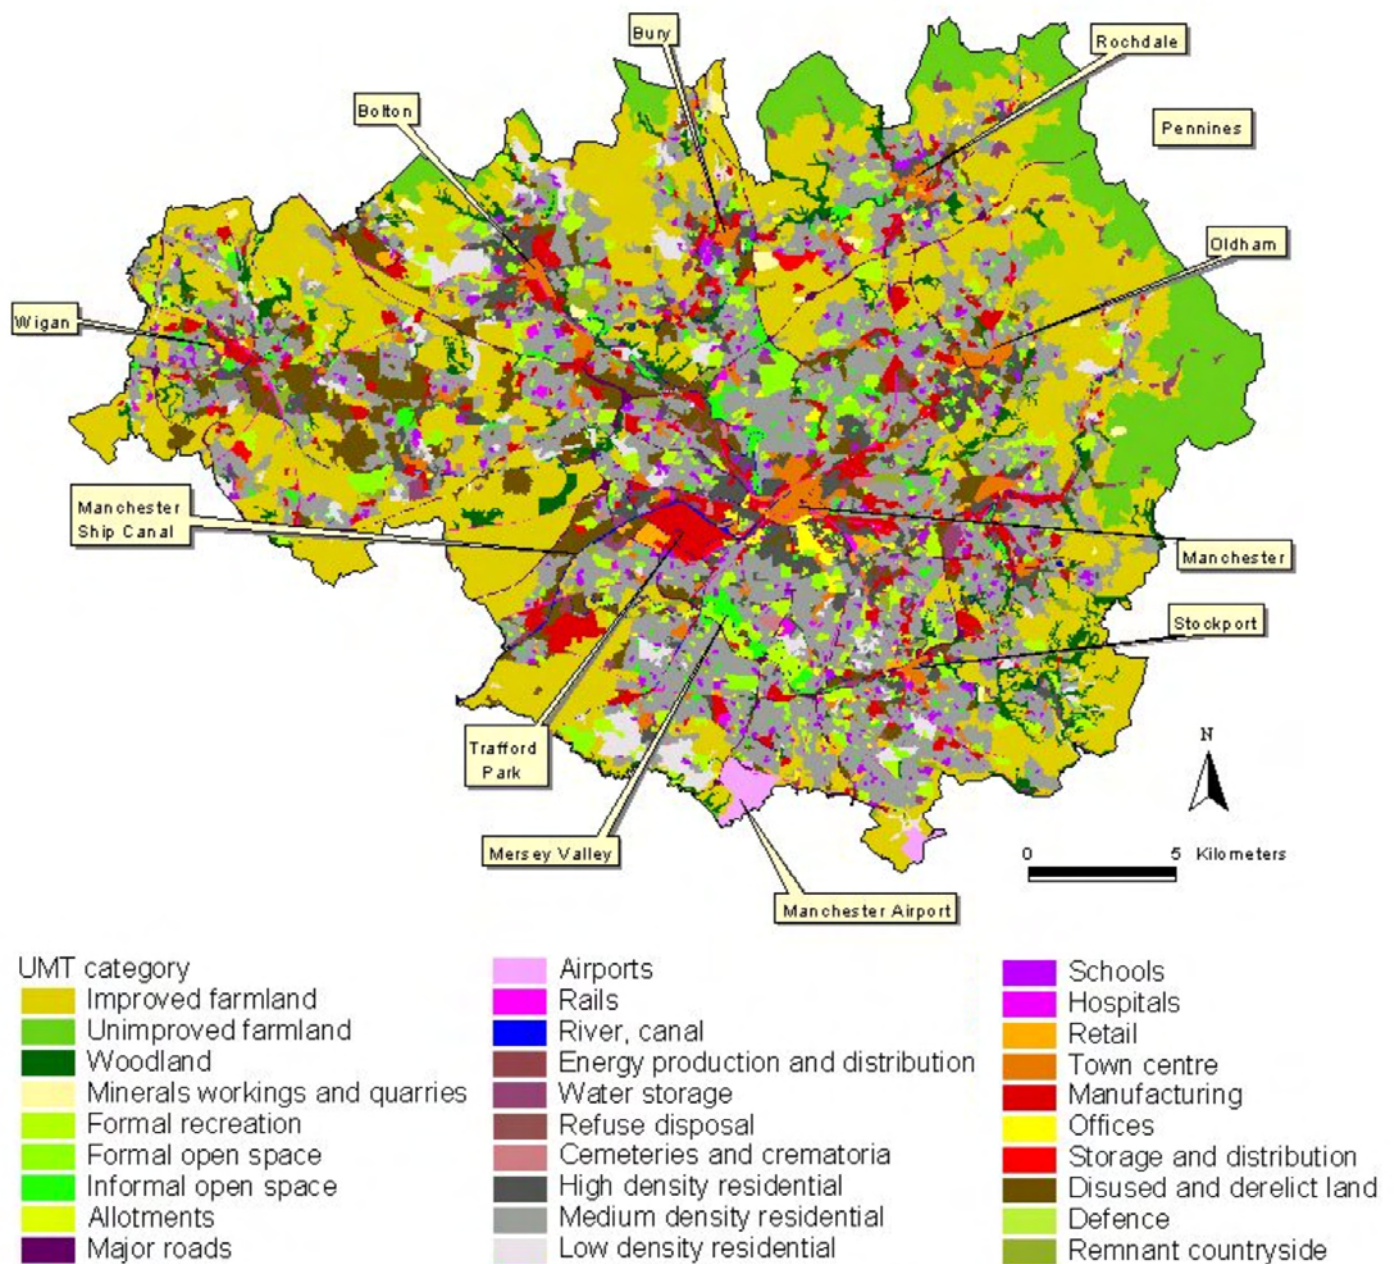 Bury
Rochdale
Bolton
Pennines
Oldham
Wigan
Manchester
Ship Canal
Manchester
Stockport
Trafford
Park
N
Mersey Valley
0 5 Kilometers
Manchester Airport
UMT category
Improved farmland
Unimproved farmland
Woodland
Minerals workings and quarries
Formal recreation
Formal open space
Informal open space
Allotments
Major roads
Airports
Rails
River, canal
Energy production and distribution
Water storage
Refuse disposal
Cemeteries and crematoria
High density residential
Medium density residential
Low density residential
Schools
Hospitals
Retail
Town centre
Manufacturing
Offices
Storage and distribution
Disused and derelict land
Defence
Remnant countryside